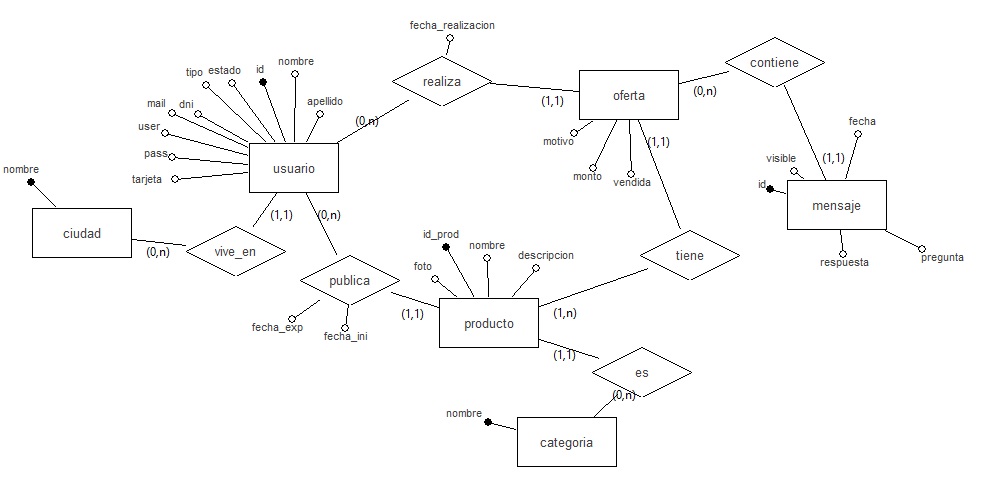 fecha_realizacion
realiza
contiene
(1,1)
oferta
(0,n)
tipo
estado
id
nombre
mail
dni
apellido
user
(0,n)
pass
usuario
tarjeta
motivo
monto
vendida
(1,1)
fecha
visible
(1,1)
id
mensaje
respuesta
pregunta
nombre
ciudad
(0,n)
vive_en
(1,1)
(0,n)
publica
fecha_exp
fecha_ini
(1,1)
id_prod
nombre
descripcion
foto
producto
(1,n)
tiene
(1,1)
es
(0,n)
nombre
categoria